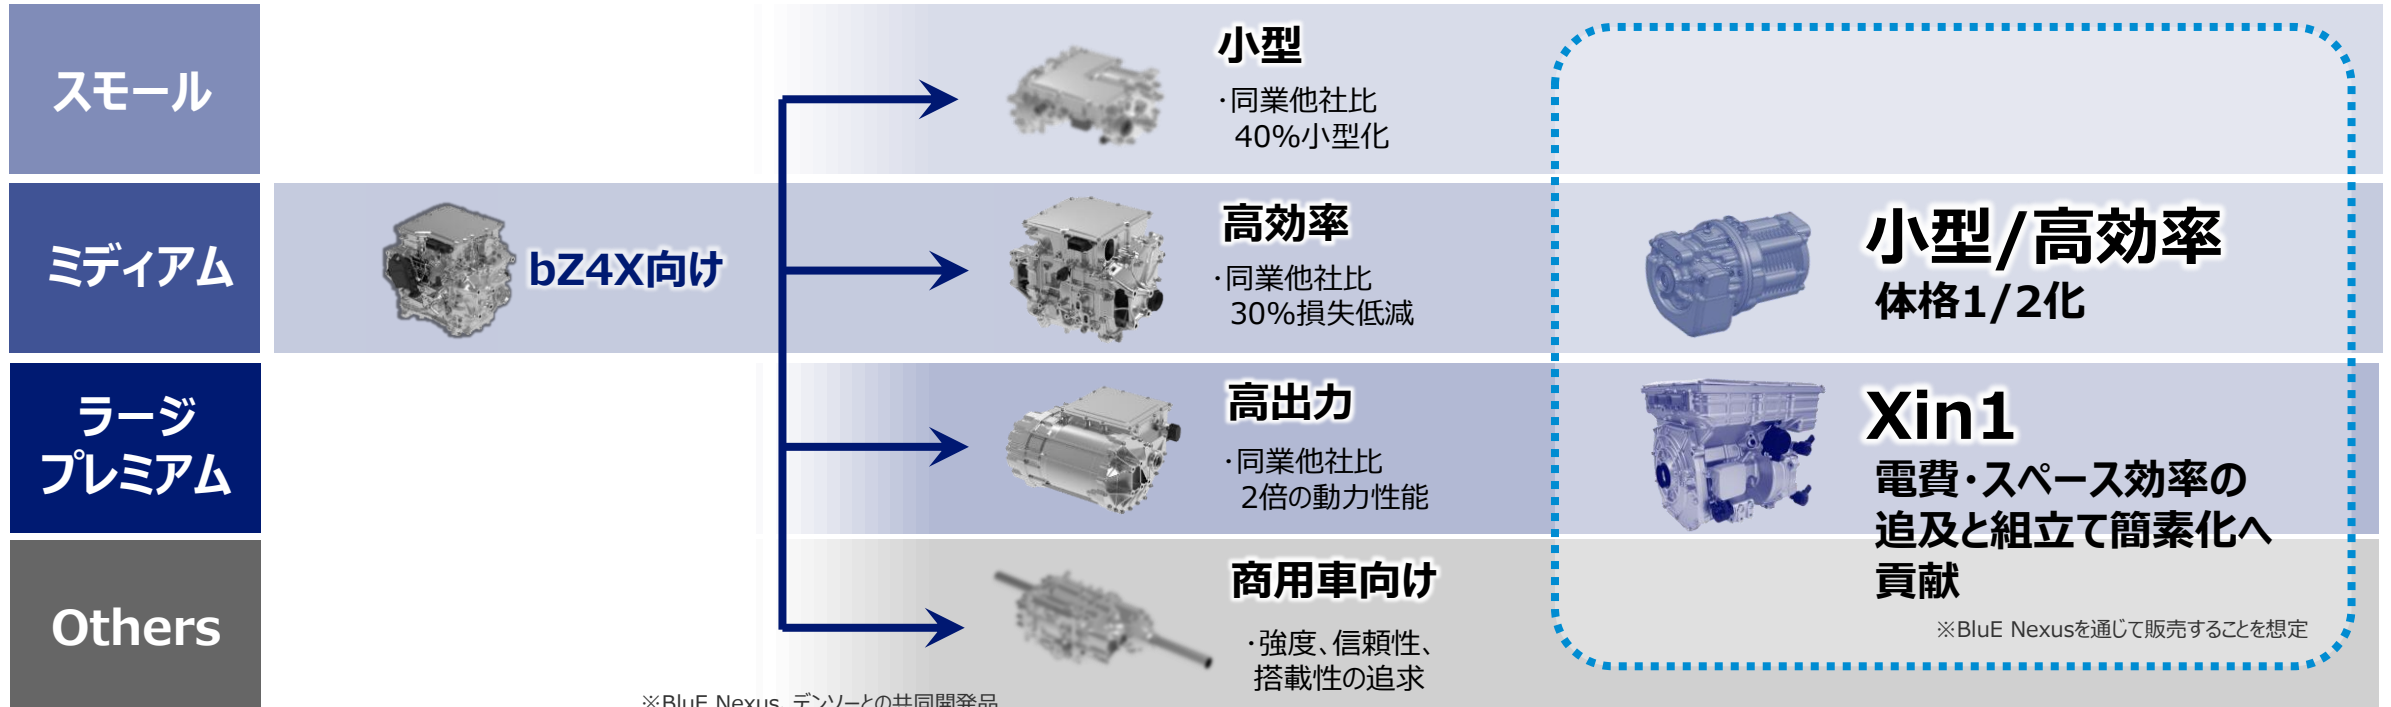 スモール
小型
・同業他社比
40%小型化
ミディアム
bZ4X向け
高効率
・同業他社比
30%損失低減
小型/高効率
体格1/2化
ラージ
プレミアム
高出力
・同業他社比
2倍の動力性能
Xin1
電費・スペース効率の
追及と組立て簡素化へ
貢献
Others
商用車向け
・強度、信頼性、
搭載性の追求
※BluE Nexusを通じて販売することを想定
※BluE Nexus、デンソーとの共同開発品